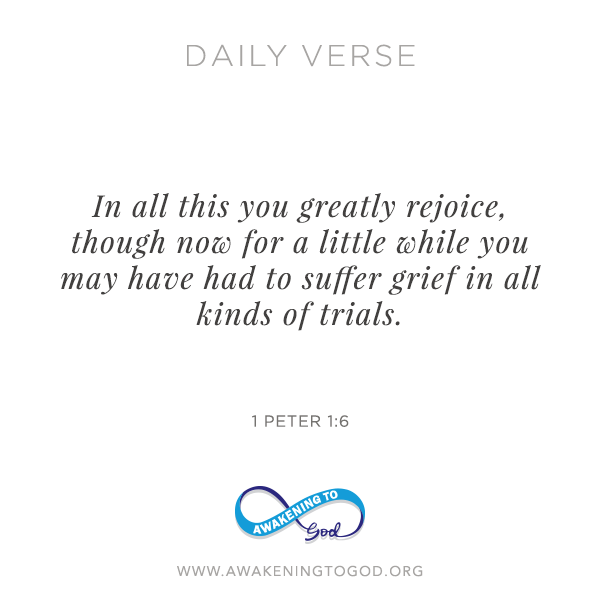 DAILY VERSE
In all this you greatly rejoice,
though now for a little while you
may have had to suffer grief in all
kinds of trials.
1 PETER 1:6
AWAKENING TO
God
WWW.AWAKENINGTOGOD.ORG